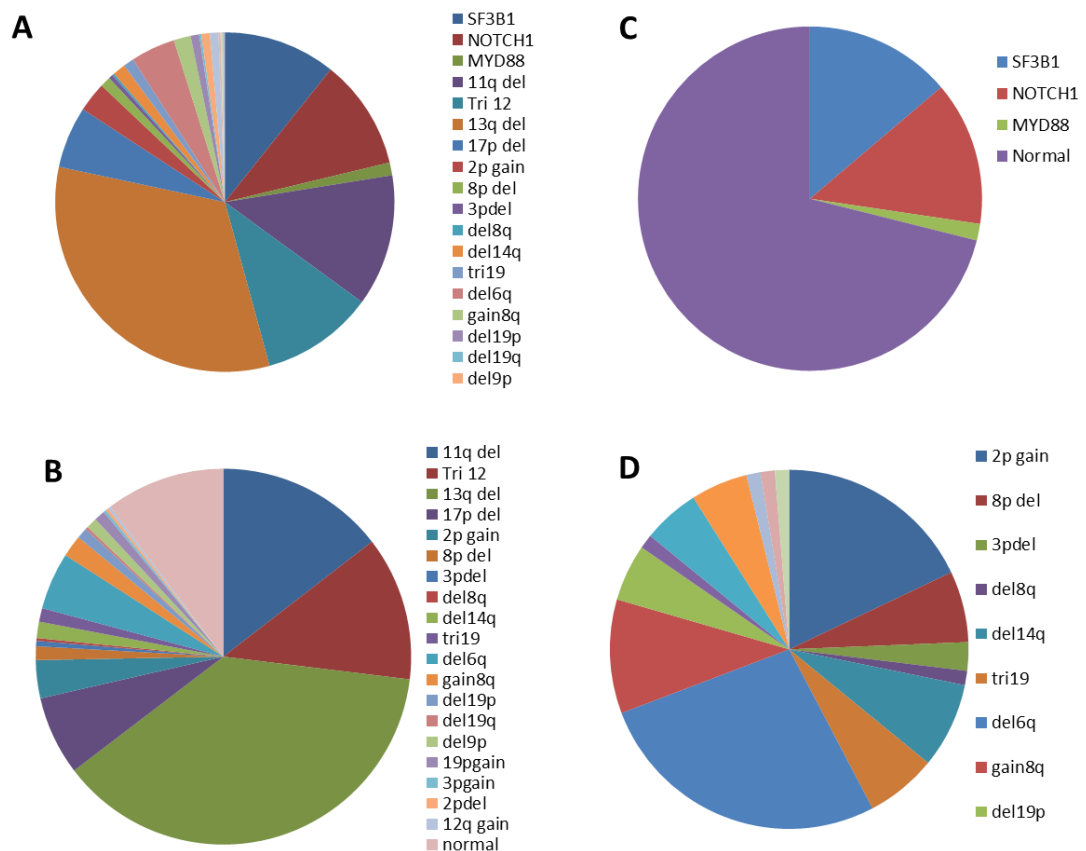 A
SF3B1
NOTCH1
MYD88
11q del
Tri 12
13q del
17p del
2p gain
8p del
3pdel
del8q
del14q
tri19
del6q
gain8q
del19p
del19q
del9p
C
SF3B1
NOTCH1
MYD88
Normal
B
11q del
Tri 12
13q del
17p del
2p gain
8p del
3pdel
del8q
del14q
tri19
del6q
gain8q
del19p
del19q
del9p
19pgain
3pgain
2pdel
12q gain
normal
D
2p gain
8p del
3pdel
del8q
del14q
tri19
del6q
gain8q
del19p